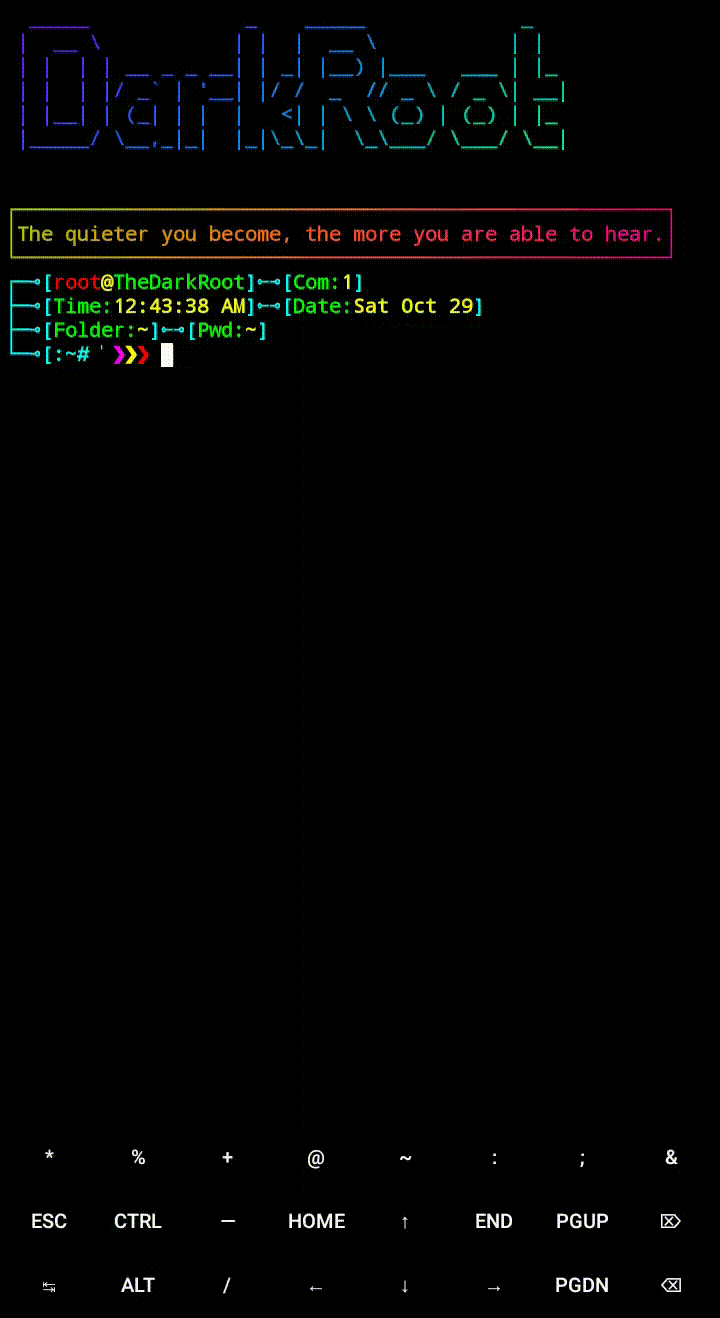 DarkRoot
The quieter you become, the more you are able to hear.
[root@TheDarkRoot]⊶[Com:1]
[Time:12:43:38 AM]⊶[Date:Sat Oct 29]
[Folder:~]⊶[Pwd:~]
[:~# ' ❯❯❯
* % + @ ~ : ; &
ESC CTRL — HOME ↑ END PGUP ⌦
↹ ALT / ← ↓ → PGDN ⌫